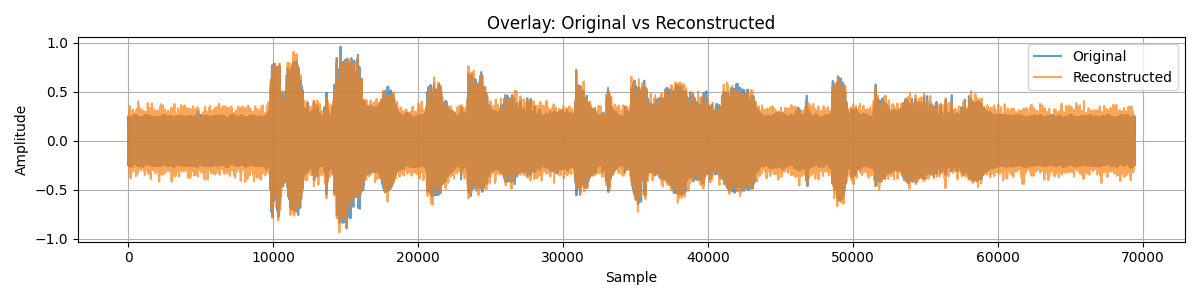 Overlay: Original vs Reconstructed
Original
Reconstructed
Amplitude
1.0
0.5
0.0
−0.5
−1.0
0 10000 20000 30000 40000 50000 60000 70000
Sample